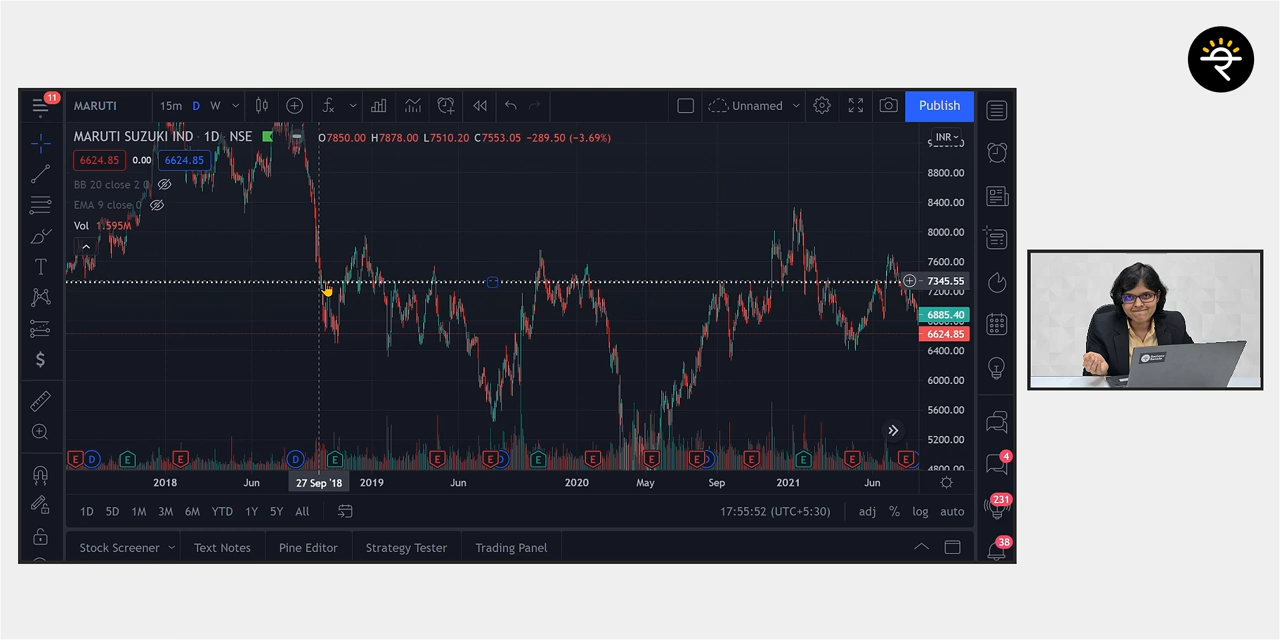 11
MARUTI
15m D W
Unnamed
Publish
MARUTI SUZUKI IND · 1D · NSE
O7850.00 H7878.00 L7510.20 C7553.05 −289.50 (−3.69%)
INR
6624.85 0.00 6624.85
BB 20 close 2 0
EMA 9 close 0
Vol 1.595M
8800.00
8400.00
8000.00
7600.00
7345.55
7200.00
6885.40
6624.85
6400.00
6000.00
5600.00
5200.00
4800.00
E D E E D E E E D E E E E D E E E E
2018 Jun 27 Sep '18 2019 Jun 2020 May Sep 2021 Jun
1D 5D 1M 3M 6M YTD 1Y 5Y All
17:55:52 (UTC+5:30) adj % log auto
Stock Screener Text Notes Pine Editor Strategy Tester Trading Panel
4
231
38